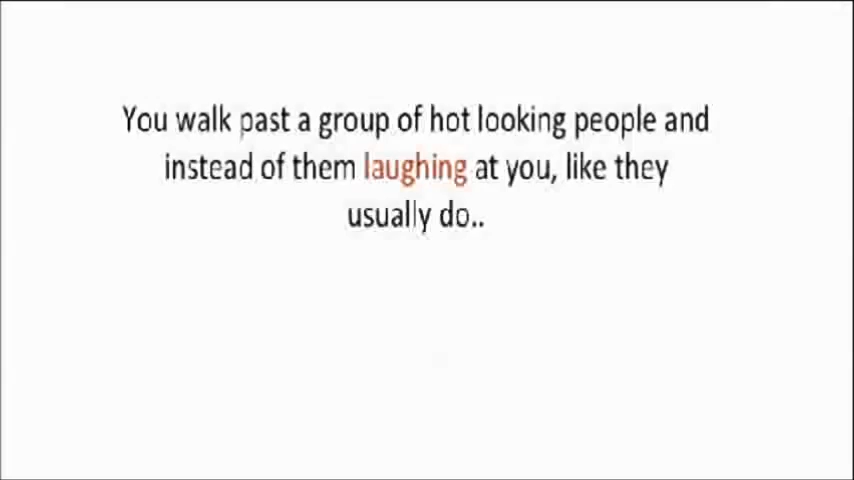 You walk past a group of hot looking people and
instead of them laughing at you, like they
usually do..